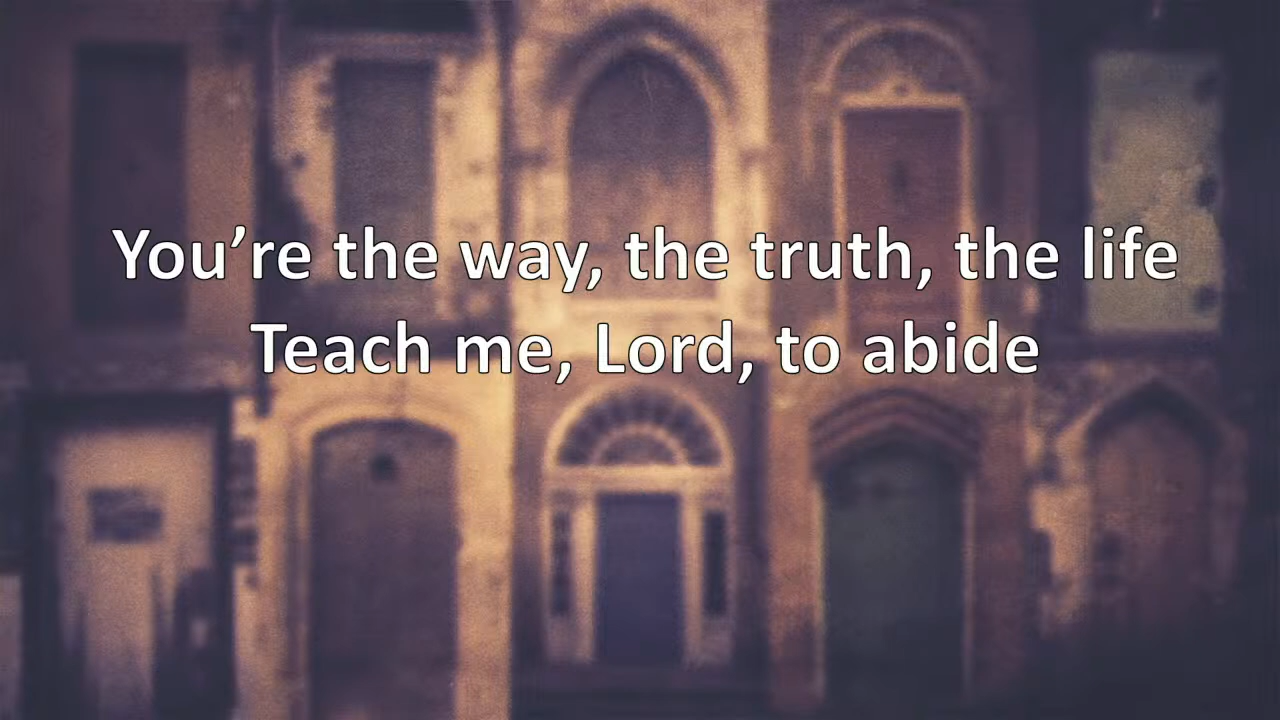 You’re the way, the truth, the life
Teach me, Lord, to abide